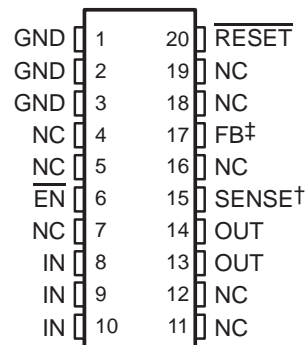 GND 1 20 RESET
GND 2 19 NC
GND 3 18 NC
NC 4 17 FB‡
NC 5 16 NC
EN 6 15 SENSE†
NC 7 14 OUT
IN 8 13 OUT
IN 9 12 NC
IN 10 11 NC